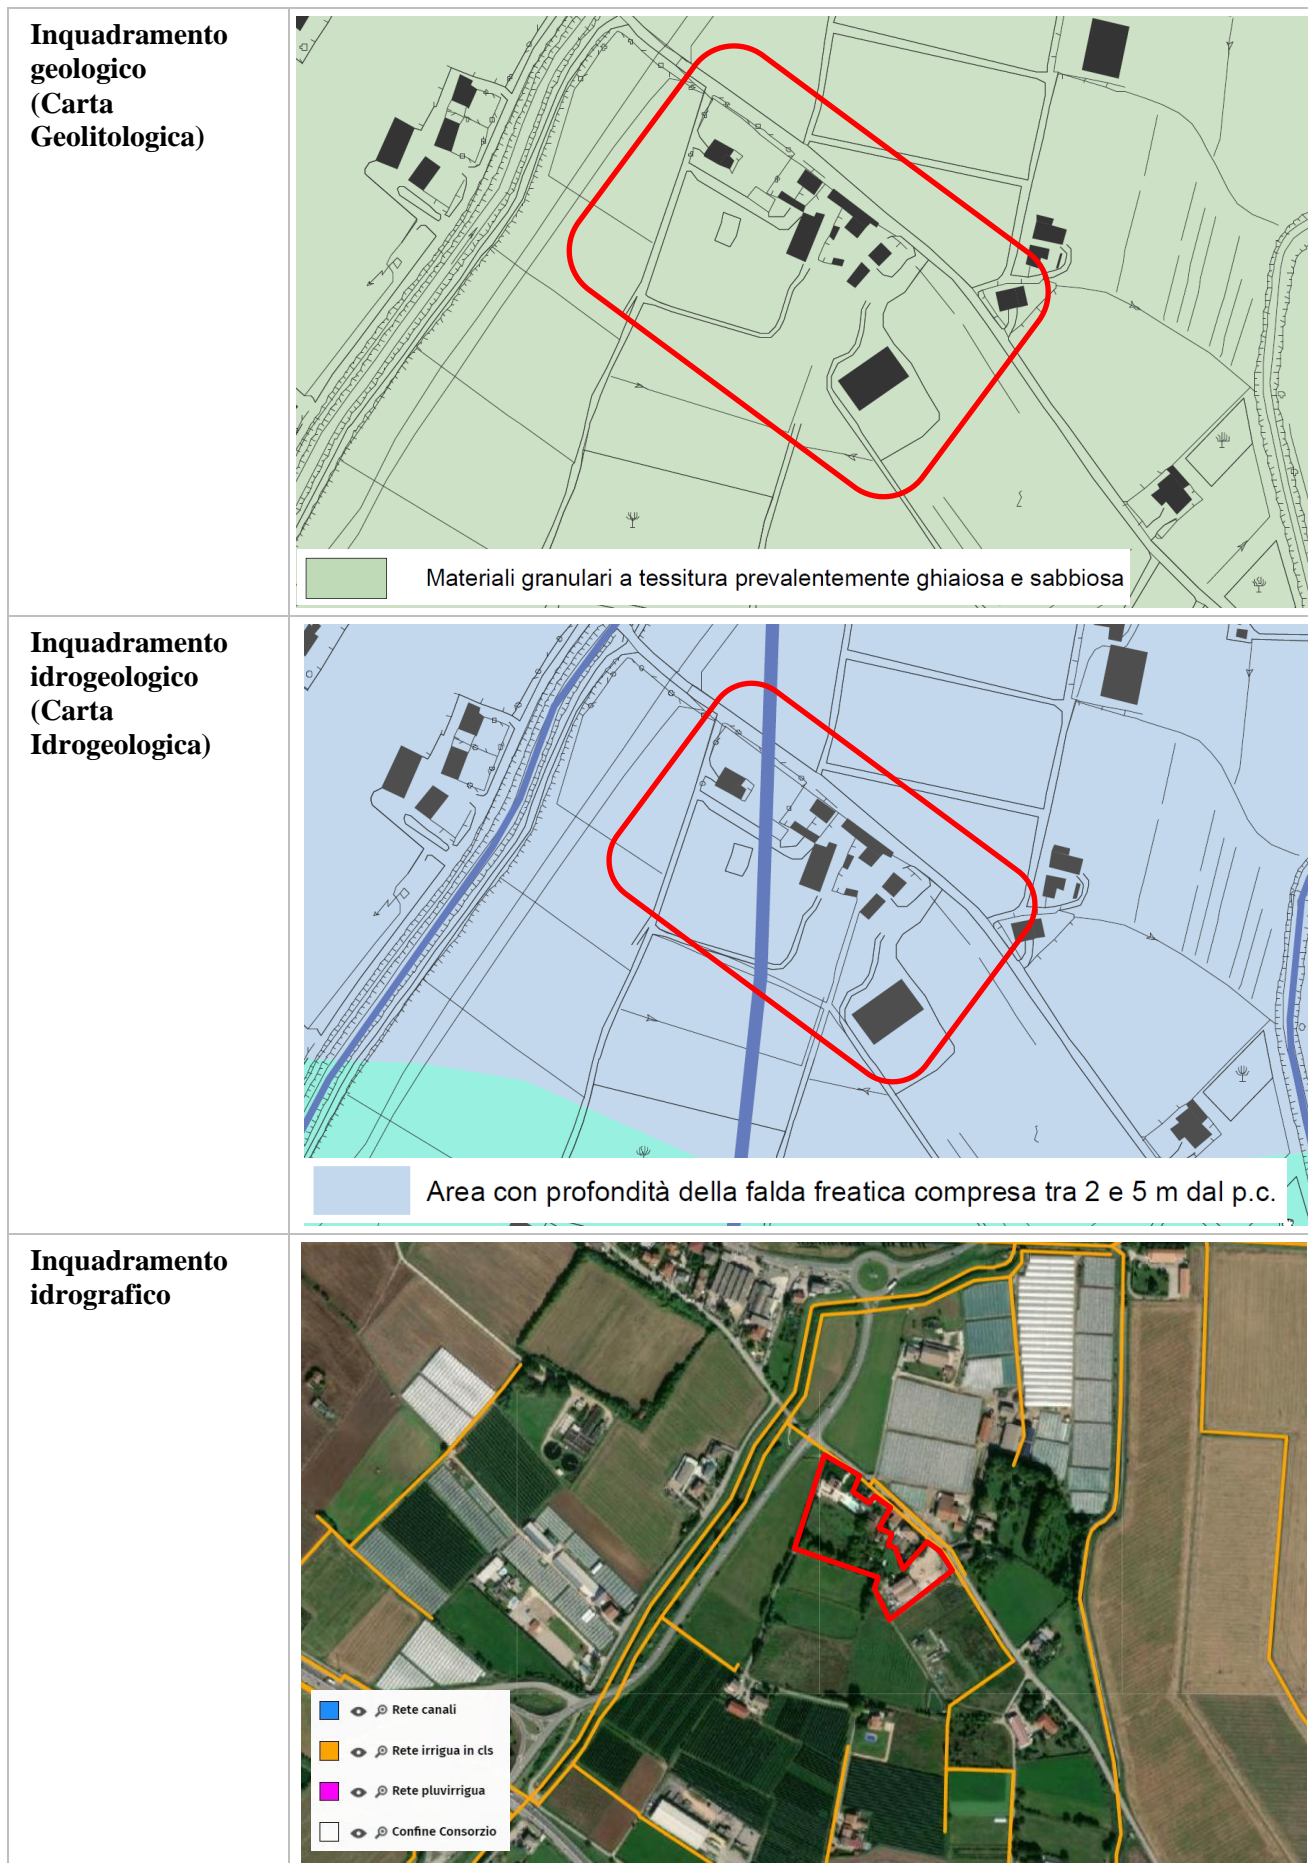 Inquadramento
geologico
(Carta
Geolitologica)
Materiali granulari a tessitura prevalentemente ghiaiosa e sabbiosa
Inquadramento
idrogeologico
(Carta
Idrogeologica)
Area con profondità della falda freatica compresa tra 2 e 5 m dal p.c.
Inquadramento
idrografico
Rete canali
Rete irrigua in cls
Rete pluvirrigua
Confine Consorzio